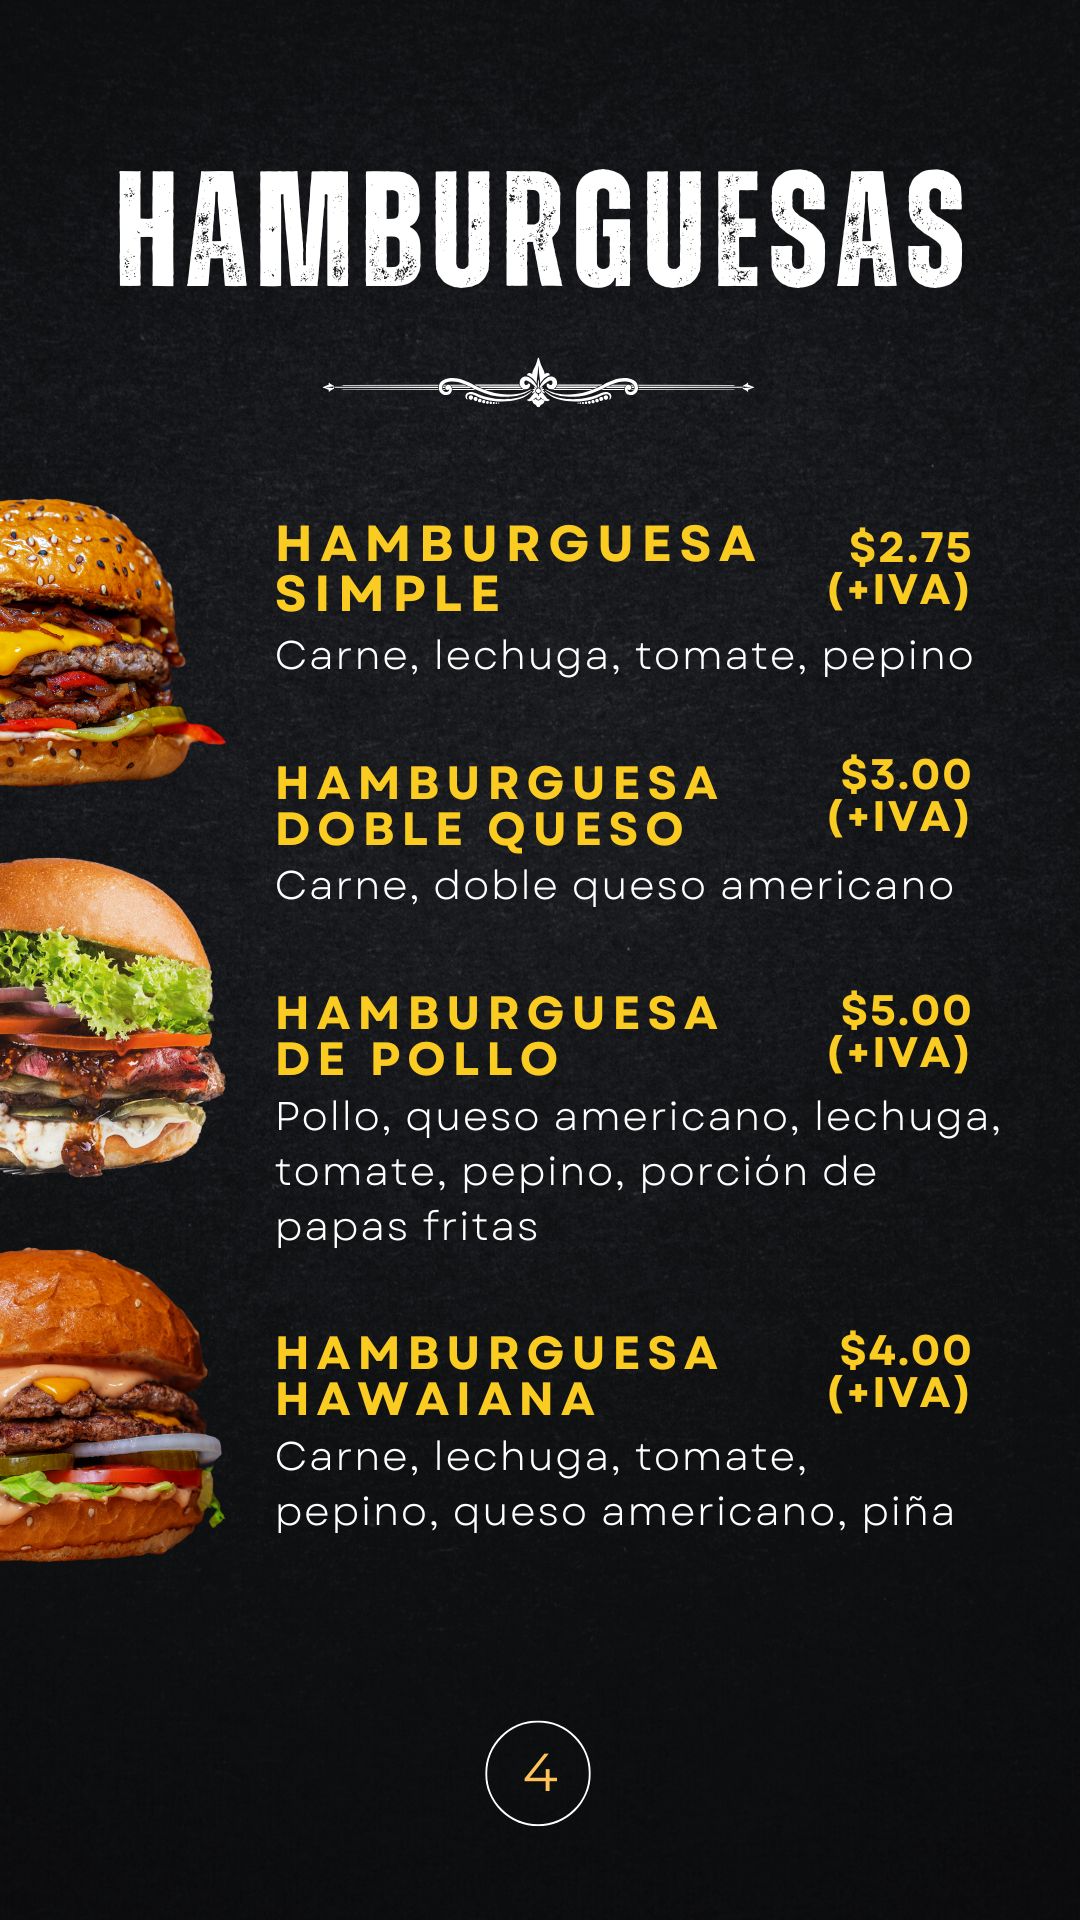 HAMBURGUESAS
HAMBURGUESA
SIMPLE
$2.75
(+IVA)
Carne, lechuga, tomate, pepino
HAMBURGUESA
DOBLE QUESO
$3.00
(+IVA)
Carne, doble queso americano
HAMBURGUESA
DE POLLO
$5.00
(+IVA)
Pollo, queso americano, lechuga,
tomate, pepino, porción de
papas fritas
HAMBURGUESA
HAWAIANA
$4.00
(+IVA)
Carne, lechuga, tomate,
pepino, queso americano, piña
4